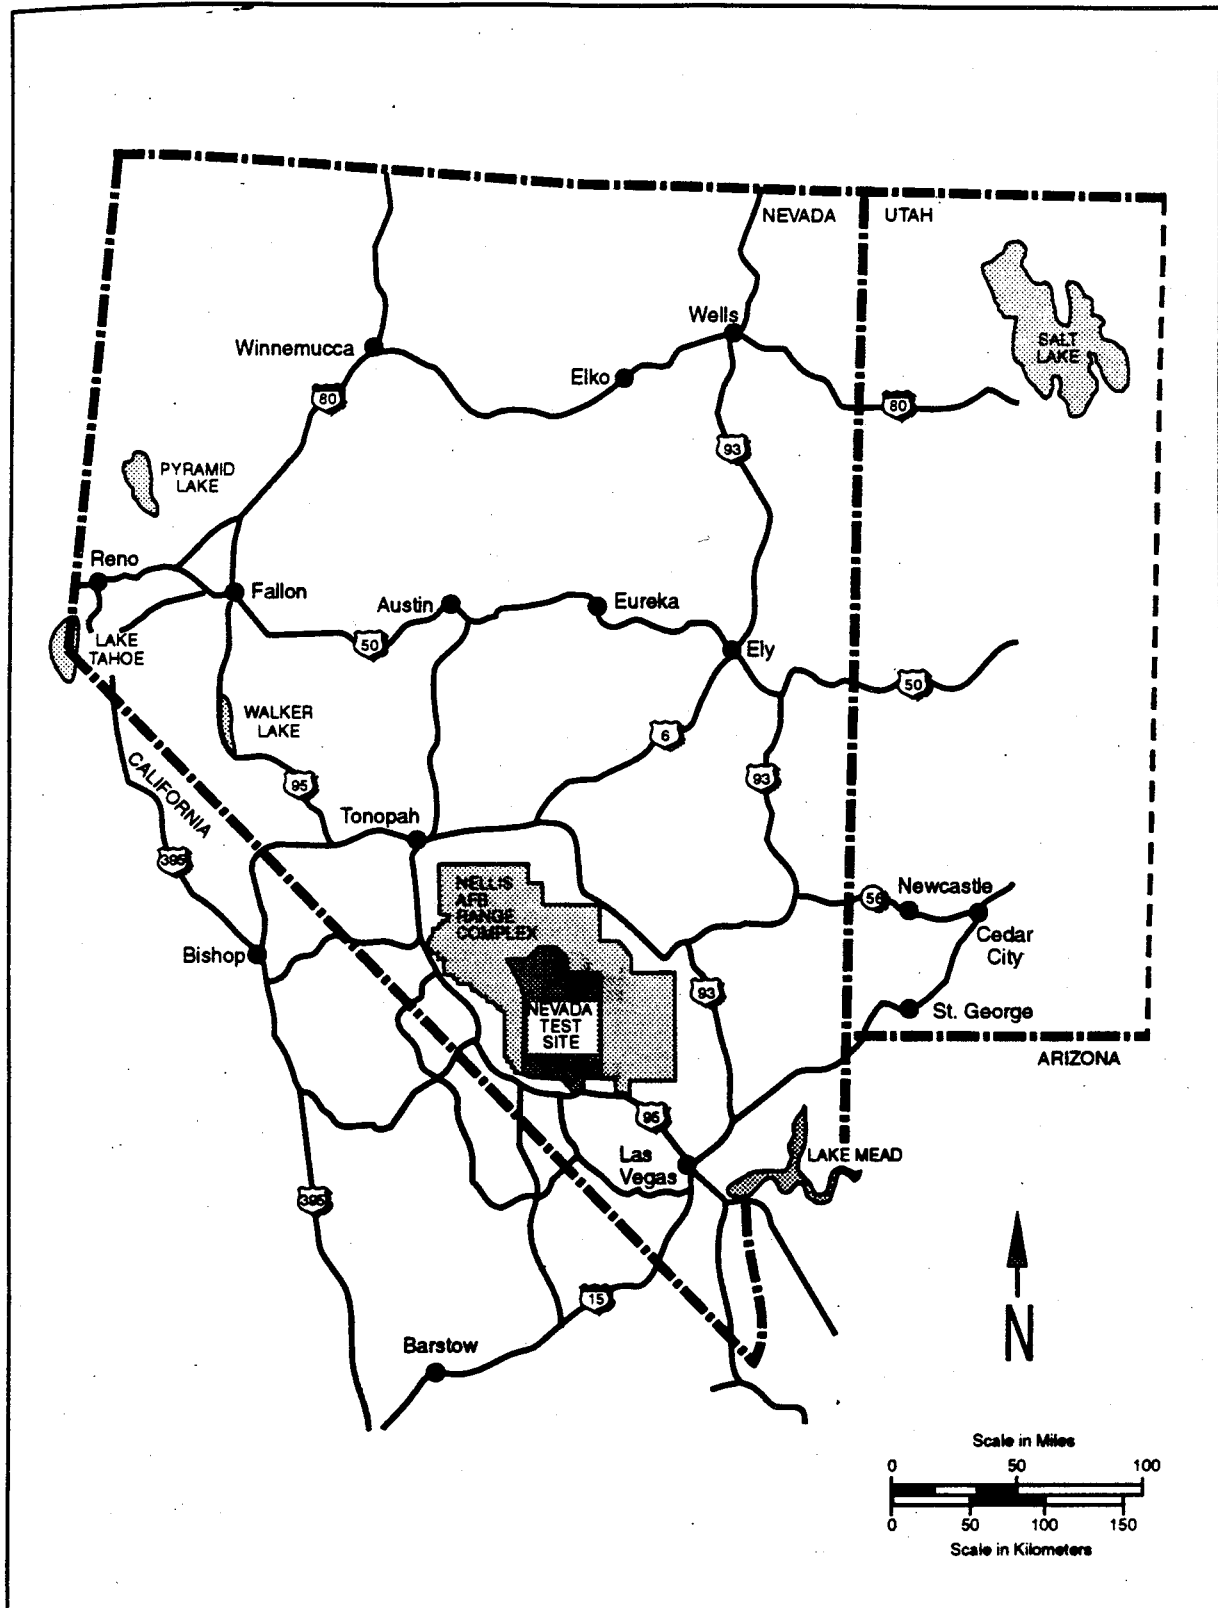 NEVADA
UTAH
Wells
SALT
LAKE
Winnemucca
Elko
80
80
93
PYRAMID
LAKE
Reno
Fallon
Austin
Eureka
50
LAKE
TAHOE
Ely
50
WALKER
LAKE
6
CALIFORNIA
95
93
Tonopah
395
NELLIS
AFB
RANGE
COMPLEX
56
Newcastle
Cedar
City
Bishop
93
NEVADA
TEST
SITE
St. George
ARIZONA
95
Las
Vegas
LAKE MEAD
395
15
Barstow
N
Scale in Miles
0 50 100
0 50 100 150
Scale in Kilometers